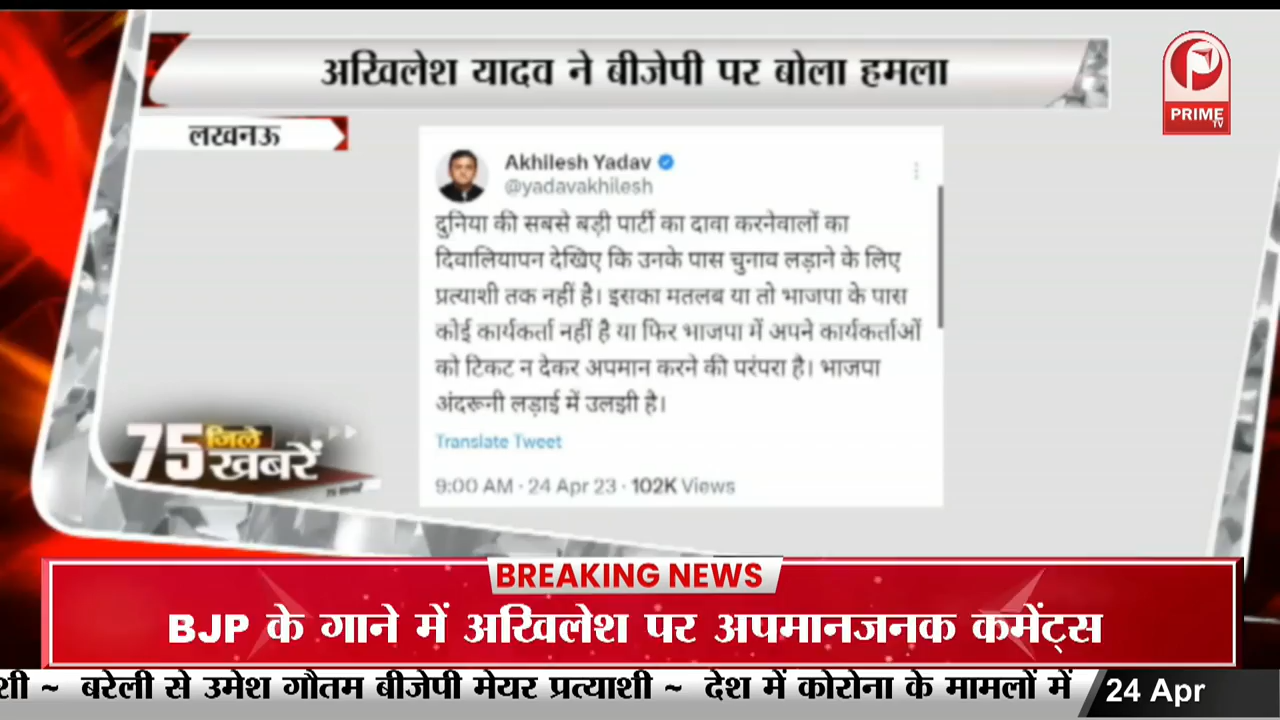 अखिलेश यादव ने बीजेपी पर बोला हमला
PRIME
TV
लखनऊ
Akhilesh Yadav
@yadavakhilesh
दुनिया की सबसे बड़ी पार्टी का दावा करनेवालों का
दिवालियापन देखिए कि उनके पास चुनाव लड़ाने के लिए
प्रत्याशी तक नहीं है। इसका मतलब या तो भाजपा के पास
कोई कार्यकर्ता नहीं है या फिर भाजपा में अपने कार्यकर्ताओं
को टिकट न देकर अपमान करने की परंपरा है। भाजपा
अंदरूनी लड़ाई में उलझी है।
Translate Tweet
9:00 AM · 24 Apr 23 · 102K Views
75 जिले
खबरें
BREAKING NEWS
BJP के गाने में अखिलेश पर अपमानजनक कमेंट्स
शी ~ बरेली से उमेश गौतम बीजेपी मेयर प्रत्याशी ~ देश में कोरोना के मामलों में
24 Apr